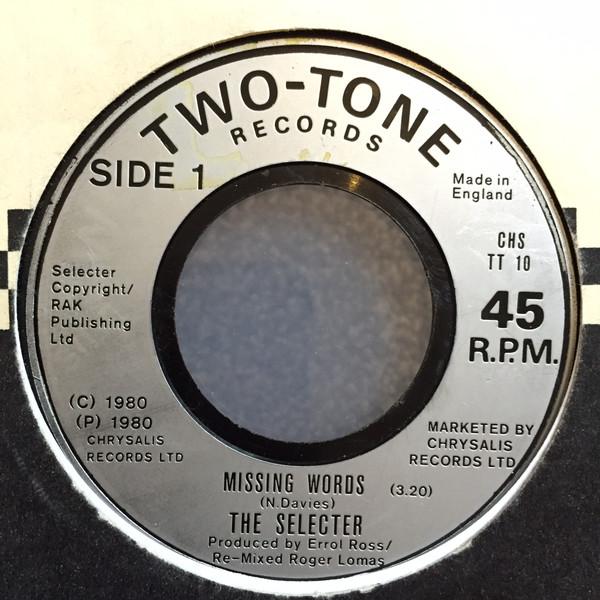 TWO-TONE
RECORDS
SIDE 1
Made in
England
CHS
TT 10
45
R.P.M.
Selecter
Copyright/
RAK
Publishing
Ltd
(C) 1980
(P) 1980
CHRYSALIS
RECORDS LTD
MARKETED BY
CHRYSALIS
RECORDS LTD
MISSING WORDS (3.20)
(N.Davies)
THE SELECTER
Produced by Errol Ross/
Re-Mixed Roger Lomas